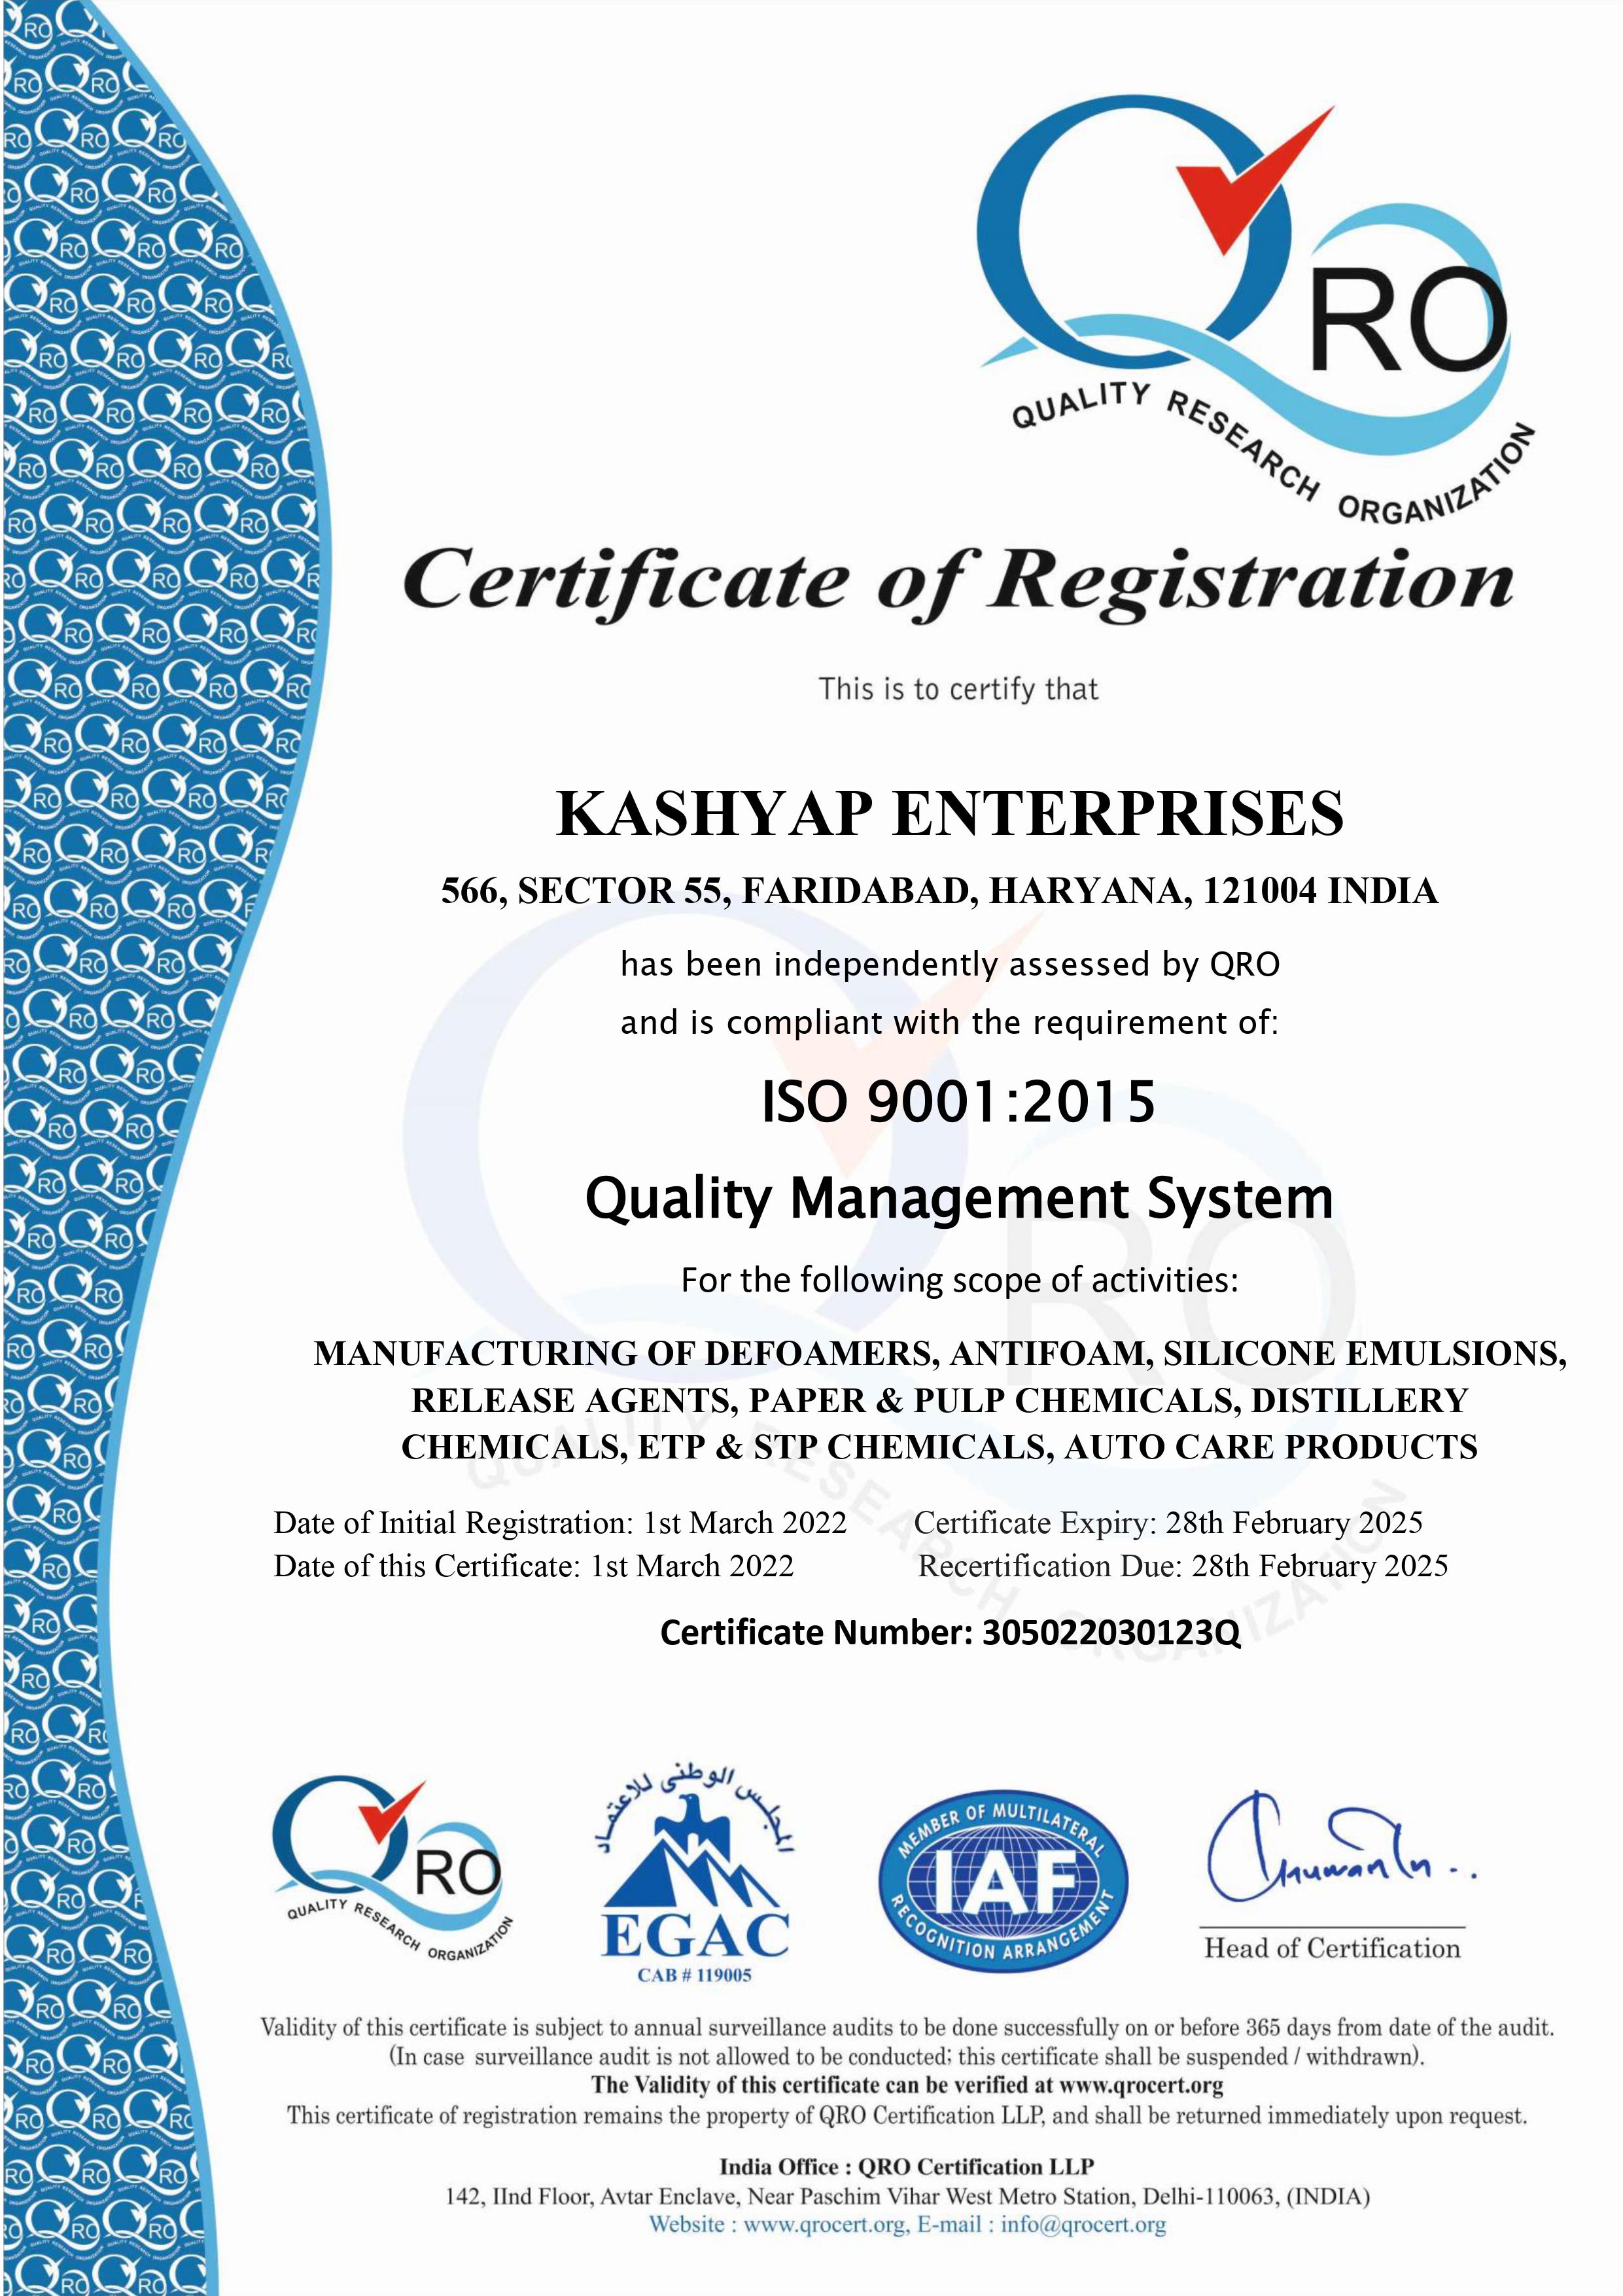 QRO
QUALITY RESEARCH ORGANIZATION
Certificate of Registration
This is to certify that
KASHYAP ENTERPRISES
566, SECTOR 55, FARIDABAD, HARYANA, 121004 INDIA
has been independently assessed by QRO
and is compliant with the requirement of:
ISO 9001:2015
Quality Management System
For the following scope of activities:
MANUFACTURING OF DEFOAMERS, ANTIFOAM, SILICONE EMULSIONS,
RELEASE AGENTS, PAPER & PULP CHEMICALS, DISTILLERY
CHEMICALS, ETP & STP CHEMICALS, AUTO CARE PRODUCTS
Date of Initial Registration: 1st March 2022 Certificate Expiry: 28th February 2025
Date of this Certificate: 1st March 2022 Recertification Due: 28th February 2025
Certificate Number: 305022030123Q
QRO
QUALITY RESEARCH ORGANIZATION
المجلس الوطنى للاعتماد
EGAC
CAB # 119005
MEMBER OF MULTILATERAL
IAF
RECOGNITION ARRANGEMENT
Head of Certification
Validity of this certificate is subject to annual surveillance audits to be done successfully on or before 365 days from date of the audit.
(In case surveillance audit is not allowed to be conducted; this certificate shall be suspended / withdrawn).
The Validity of this certificate can be verified at www.qrocert.org
This certificate of registration remains the property of QRO Certification LLP, and shall be returned immediately upon request.
India Office : QRO Certification LLP
142, IInd Floor, Avtar Enclave, Near Paschim Vihar West Metro Station, Delhi-110063, (INDIA)
Website : www.qrocert.org, E-mail : info@qrocert.org